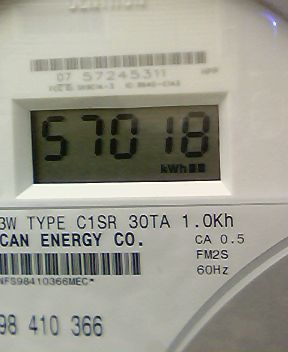 07 57245311
57018
kWh
3W TYPE C1SR 30TA 1.0Kh
CAN ENERGY CO.
CA 0.5
FM2S
60Hz
NFS98410366MEC*
98 410 366